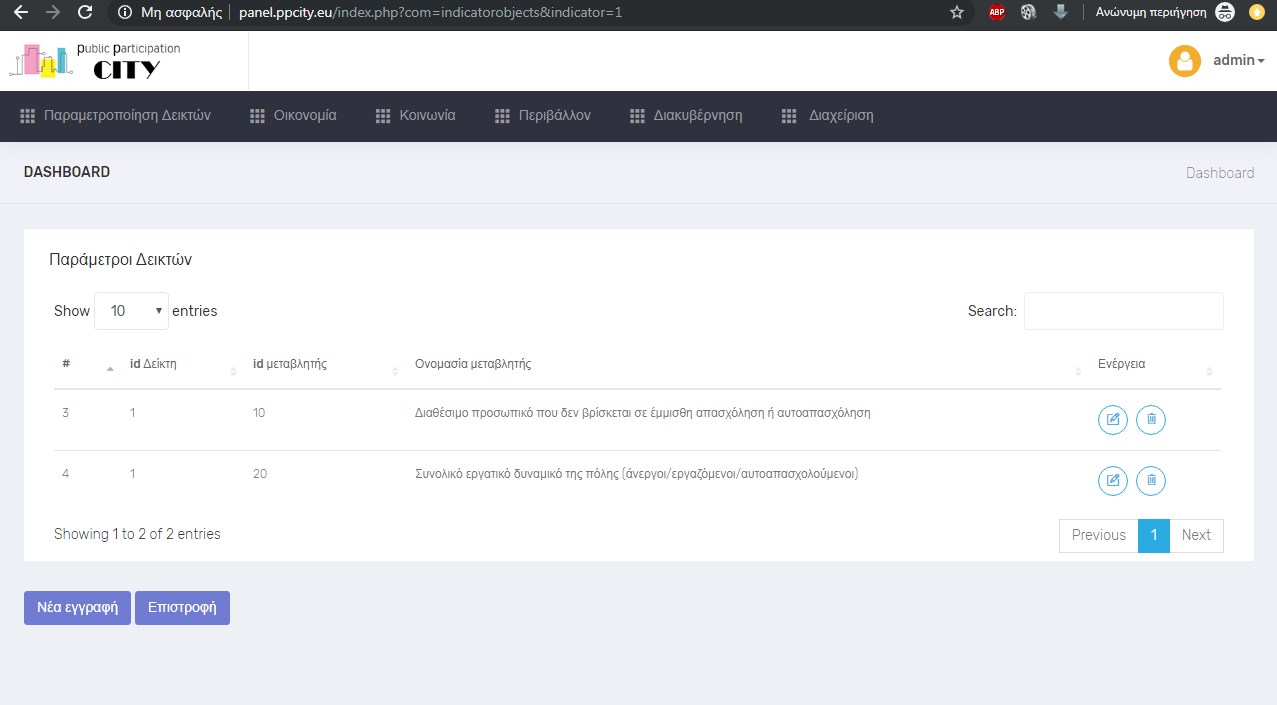 Μη ασφαλής | panel.ppcity.eu/index.php?com=indicatorobjects&indicator=1 ABP Ανώνυμη περιήγηση
public participation
CITY
admin
Παραμετροποίηση Δεικτών Οικονομία Κοινωνία Περιβάλλον Διακυβέρνηση Διαχείριση
DASHBOARD Dashboard
Παράμετροι Δεικτών
Show 10 entries Search:
# id Δείκτη id μεταβλητής Ονομασία μεταβλητής Ενέργεια
3 1 10 Διαθέσιμο προσωπικό που δεν βρίσκεται σε έμμισθη απασχόληση ή αυτοαπασχόληση
4 1 20 Συνολικό εργατικό δυναμικό της πόλης (άνεργοι/εργαζόμενοι/αυτοαπασχολούμενοι)
Showing 1 to 2 of 2 entries Previous 1 Next
Νέα εγγραφή Επιστροφή